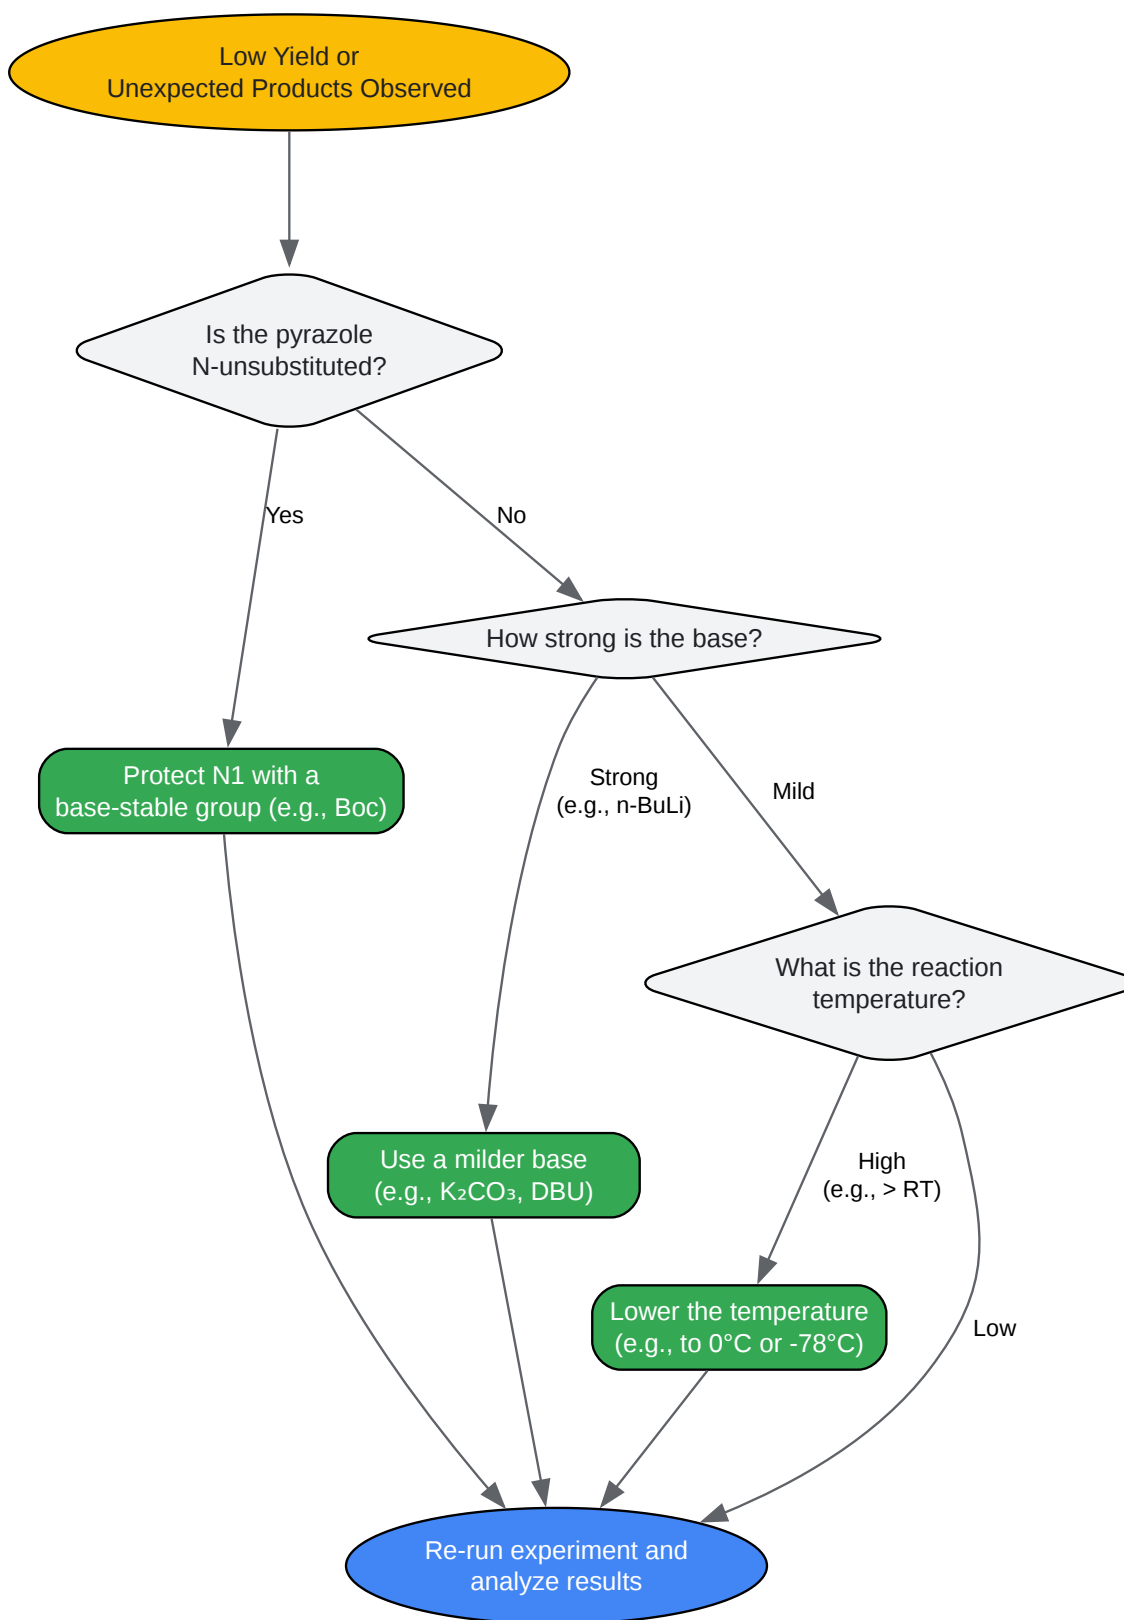 Low Yield or
Unexpected Products Observed
Is the pyrazole
N-unsubstituted?
Yes
No
How strong is the base?
Protect N1 with a
base-stable group (e.g., Boc)
Strong
(e.g., n-BuLi)
Mild
What is the reaction
temperature?
Use a milder base
(e.g., K₂CO₃, DBU)
High
(e.g., > RT)
Lower the temperature
(e.g., to 0°C or -78°C)
Low
Re-run experiment and
analyze results